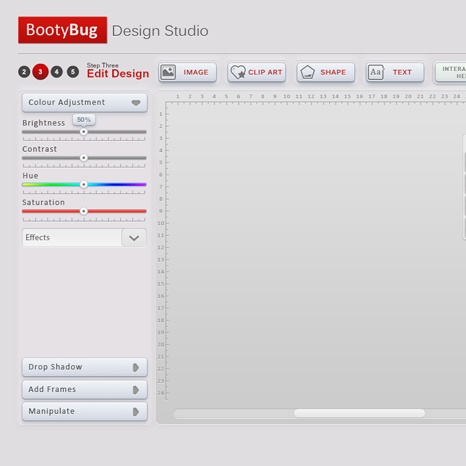 BootyBug Design Studio
2 3 4 5 Step Three
Edit Design
IMAGE CLIP ART SHAPE Aa TEXT INTERA
HE
Colour Adjustment
1 2 3 4 5 6 7 8 9 10 11 12 13 14 15 16 17 18 19 20 21 22 23 24
Brightness 50%
Contrast
Hue
Saturation
Effects
Drop Shadow
Add Frames
Manipulate
1
2
3
4
5
6
7
8
9
10
11
12
13
14
15
16
17
18
19
20
21
22
23
24